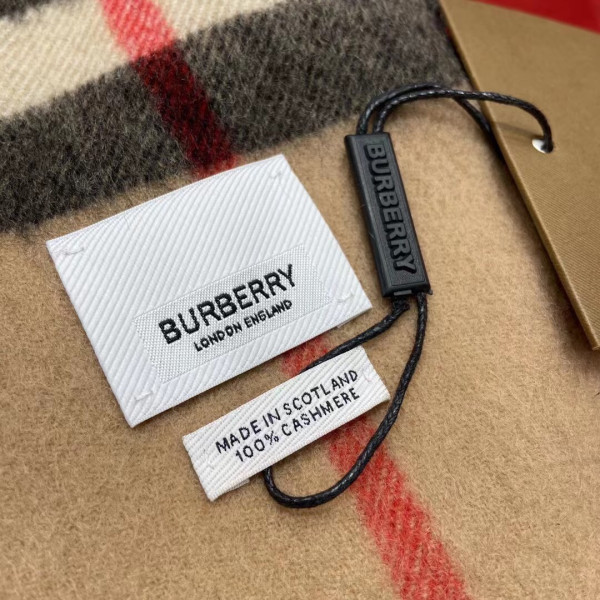 BURBERRY
LONDON ENGLAND
BURBERRY
MADE IN SCOTLAND
100% CASHMERE